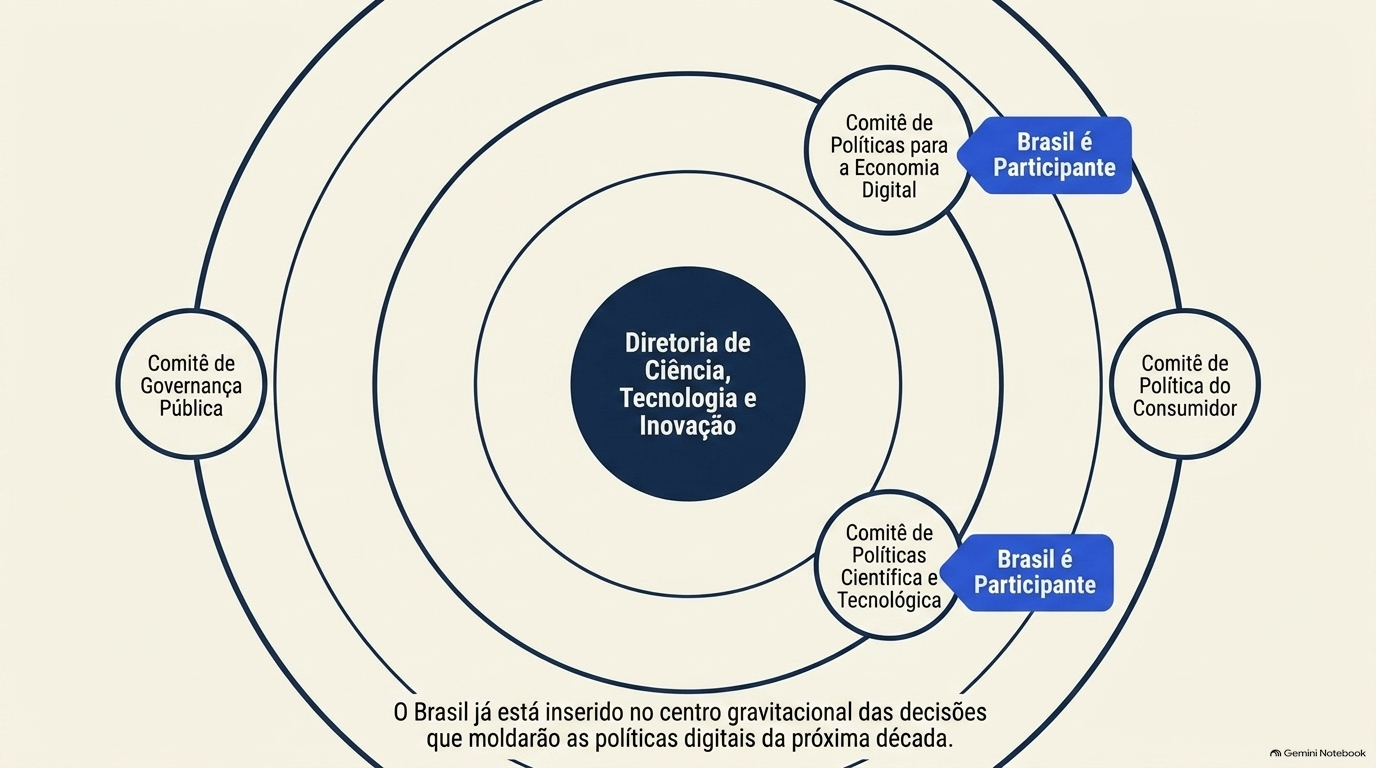 Comitê de
Políticas para
a Economia
Digital
Brasil é
Participante
Diretoria de
Ciência,
Tecnologia e
Inovação
Comitê de
Governança
Pública
Comitê de
Política do
Consumidor
Comitê de
Políticas
Científica e
Tecnológica
Brasil é
Participante
O Brasil já está inserido no centro gravitacional das decisões
que moldarão as políticas digitais da próxima década.
Gemini Notebook